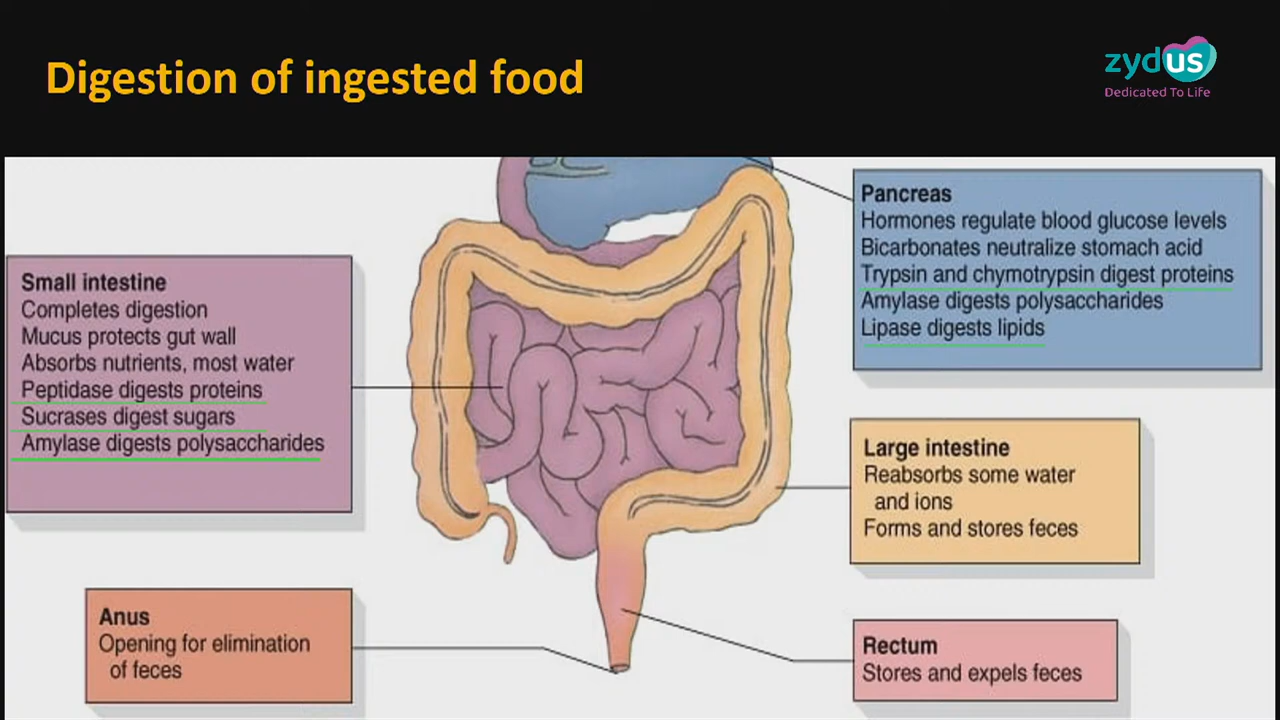 Digestion of ingested food
zydus
Dedicated To Life
Small intestine
Completes digestion
Mucus protects gut wall
Absorbs nutrients, most water
Peptidase digests proteins
Sucrases digest sugars
Amylase digests polysaccharides
Anus
Opening for elimination
of feces
Pancreas
Hormones regulate blood glucose levels
Bicarbonates neutralize stomach acid
Trypsin and chymotrypsin digest proteins
Amylase digests polysaccharides
Lipase digests lipids
Large intestine
Reabsorbs some water
and ions
Forms and stores feces
Rectum
Stores and expels feces